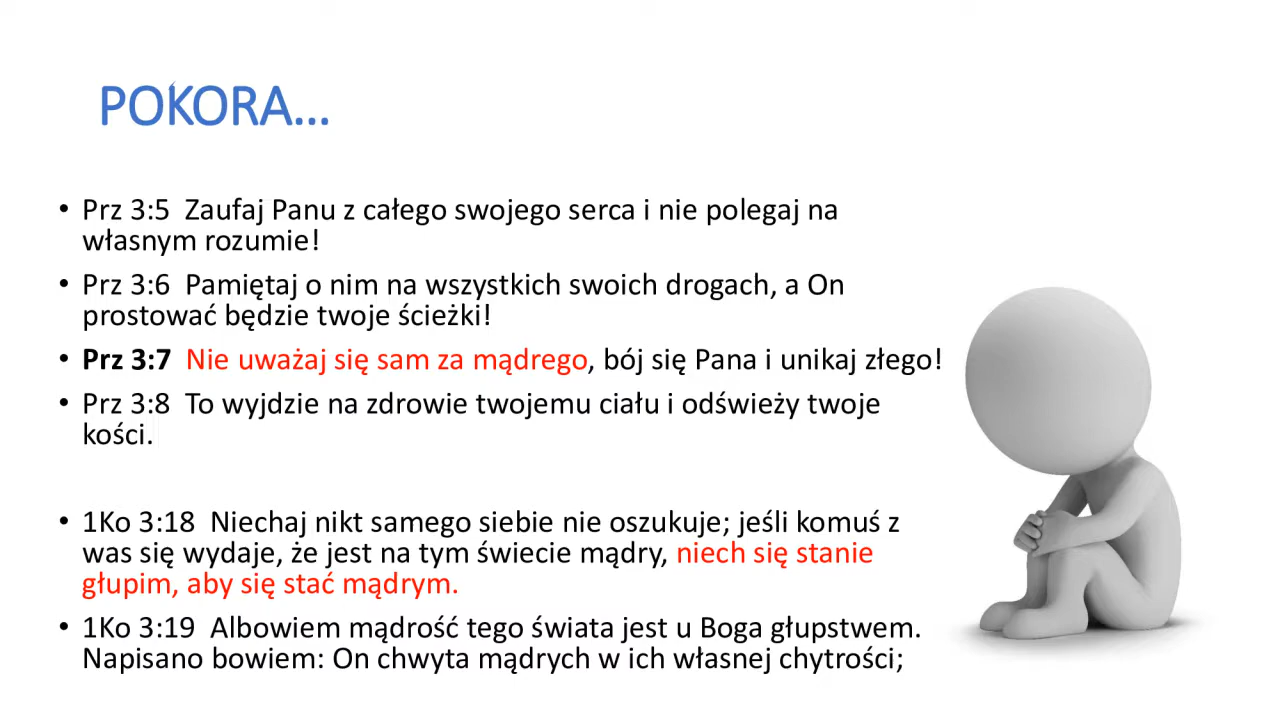 POKORA...
• Prz 3:5 Zaufaj Panu z całego swojego serca i nie polegaj na
własnym rozumie!
• Prz 3:6 Pamiętaj o nim na wszystkich swoich drogach, a On
prostować będzie twoje ścieżki!
• Prz 3:7 Nie uważaj się sam za mądrego, bój się Pana i unikaj złego!
• Prz 3:8 To wyjdzie na zdrowie twojemu ciału i odświeży twoje
kości.
• 1Ko 3:18 Niechaj nikt samego siebie nie oszukuje; jeśli komuś z
was się wydaje, że jest na tym świecie mądry, niech się stanie
głupim, aby się stać mądrym.
• 1Ko 3:19 Albowiem mądrość tego świata jest u Boga głupstwem.
Napisano bowiem: On chwyta mądrych w ich własnej chytrości;